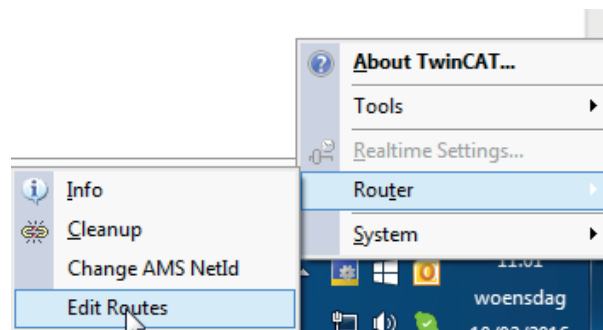 About TwinCAT...
Tools
Realtime Settings...
Router
System
Info
Cleanup
Change AMS NetId
Edit Routes
11:01
woensdag